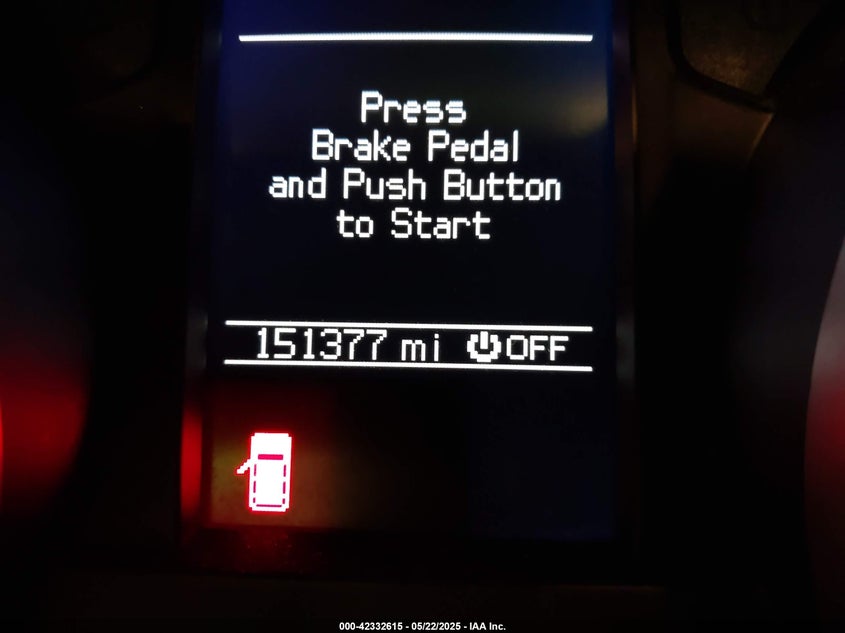 Press
Brake Pedal
and Push Button
to Start
151377 mi OFF
000-42332615 - 05/22/2025 - IAA Inc.